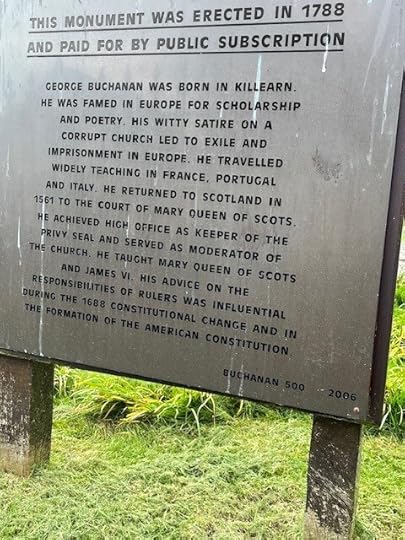 THIS MONUMENT WAS ERECTED IN 1788
AND PAID FOR BY PUBLIC SUBSCRIPTION
GEORGE BUCHANAN WAS BORN IN KILLEARN.
HE WAS FAMED IN EUROPE FOR SCHOLARSHIP
AND POETRY. HIS WITTY SATIRE ON A
CORRUPT CHURCH LED TO EXILE AND
IMPRISONMENT IN EUROPE. HE TRAVELLED
WIDELY TEACHING IN FRANCE, PORTUGAL
AND ITALY. HE RETURNED TO SCOTLAND IN
1561 TO THE COURT OF MARY QUEEN OF SCOTS.
HE ACHIEVED HIGH OFFICE AS KEEPER OF THE
PRIVY SEAL AND SERVED AS MODERATOR OF
THE CHURCH. HE TAUGHT MARY QUEEN OF SCOTS
AND JAMES VI. HIS ADVICE ON THE
RESPONSIBILITIES OF RULERS WAS INFLUENTIAL
DURING THE 1688 CONSTITUTIONAL CHANGE AND IN
THE FORMATION OF THE AMERICAN CONSTITUTION
BUCHANAN 500 2006